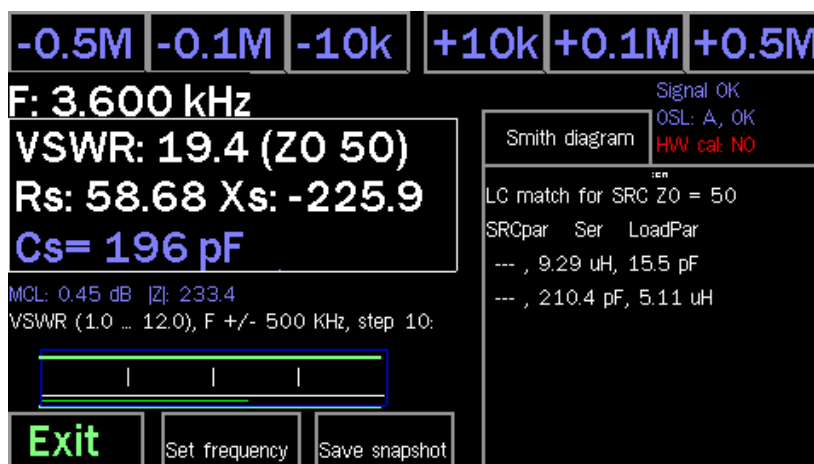 -0.5M -0.1M -10k +10k +0.1M +0.5M
F: 3.600 kHz
Signal OK
OSL: A, OK
HW cal: NO
VSWR: 19.4 (Z0 50)
Rs: 58.68 Xs: -225.9
Cs= 196 pF
Smith diagram
LC match for SRC Z0 = 50
SRCpar Ser LoadPar
--- , 9.29 uH, 15.5 pF
--- , 210.4 pF, 5.11 uH
MCL: 0.45 dB |Z|: 233.4
VSWR (1.0 … 12.0), F +/- 500 KHz, step 10:
Exit
Set frequency
Save snapshot